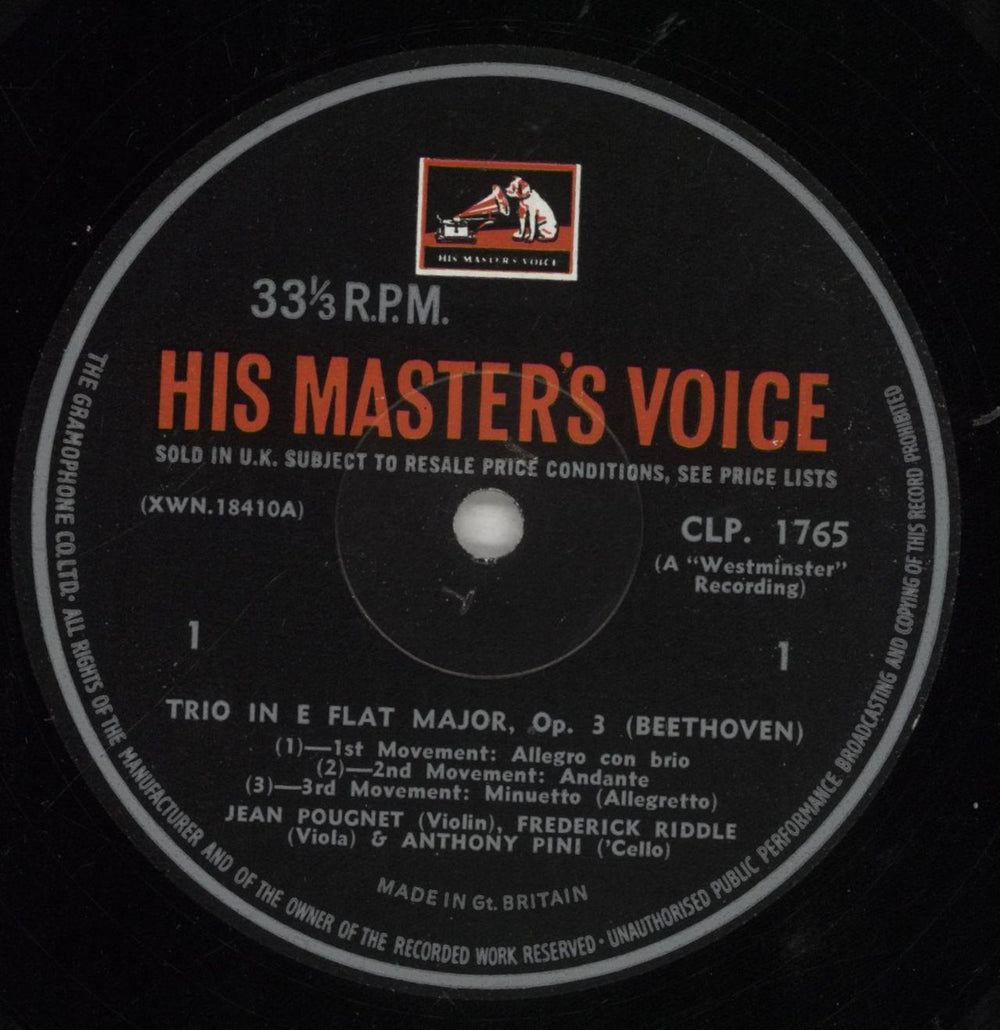 HIS MASTER'S VOICE
33⅓ R.P.M.
HIS MASTER'S VOICE
SOLD IN U.K. SUBJECT TO RESALE PRICE CONDITIONS, SEE PRICE LISTS
(XWN.18410A)
CLP. 1765
(A "Westminster"
Recording)
1
1
TRIO IN E FLAT MAJOR, Op. 3 (BEETHOVEN)
(1)—1st Movement: Allegro con brio
(2)—2nd Movement: Andante
(3)—3rd Movement: Minuetto (Allegretto)
JEAN POUGNET (Violin), FREDERICK RIDDLE
(Viola) & ANTHONY PINI ('Cello)
MADE IN Gt. BRITAIN
THE GRAMOPHONE CO. LTD. · ALL RIGHTS OF THE MANUFACTURER AND OF THE OWNER OF THE RECORDED WORK RESERVED · UNAUTHORISED PUBLIC PERFORMANCE, BROADCASTING AND COPYING OF THIS RECORD PROHIBITED